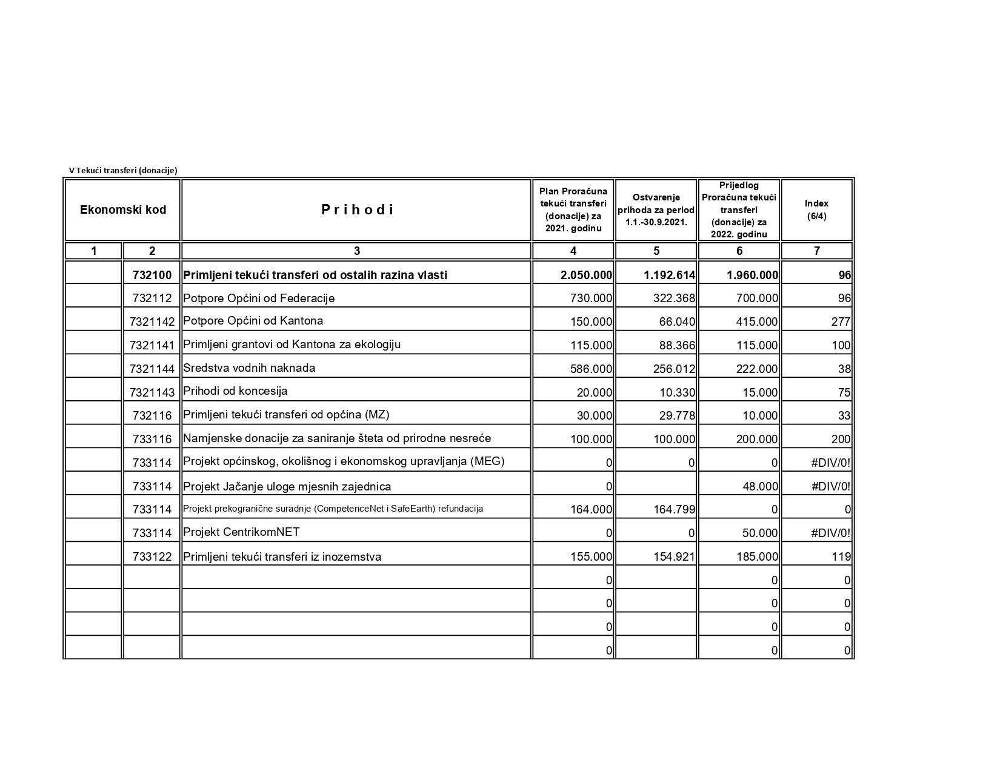 V Tekući transferi (donacije)
Ekonomski kod
P r i h o d i
Plan Proračuna
tekući transferi
(donacije) za
2021. godinu
Ostvarenje
prihoda za period
1.1.-30.9.2021.
Prijedlog
Proračuna tekući
transferi
(donacije) za
2022. godinu
Index
(6/4)
1 2 3 4 5 6 7
732100 Primljeni tekući transferi od ostalih razina vlasti 2.050.000 1.192.614 1.960.000 96
732112 Potpore Općini od Federacije 730.000 322.368 700.000 96
7321142 Potpore Općini od Kantona 150.000 66.040 415.000 277
7321141 Primljeni grantovi od Kantona za ekologiju 115.000 88.366 115.000 100
7321144 Sredstva vodnih naknada 586.000 256.012 222.000 38
7321143 Prihodi od koncesija 20.000 10.330 15.000 75
732116 Primljeni tekući transferi od općina (MZ) 30.000 29.778 10.000 33
733116 Namjenske donacije za saniranje šteta od prirodne nesreće 100.000 100.000 200.000 200
733114 Projekt općinskog, okolišnog i ekonomskog upravljanja (MEG) 0 0 0 #DIV/0!
733114 Projekt Jačanje uloge mjesnih zajednica 0 48.000 #DIV/0!
733114 Projekt prekogranične suradnje (CompetenceNet i SafeEarth) refundacija 164.000 164.799 0 0
733114 Projekt CentrikomNET 0 0 50.000 #DIV/0!
733122 Primljeni tekući transferi iz inozemstva 155.000 154.921 185.000 119
0 0 0
0 0 0
0 0 0
0 0 0